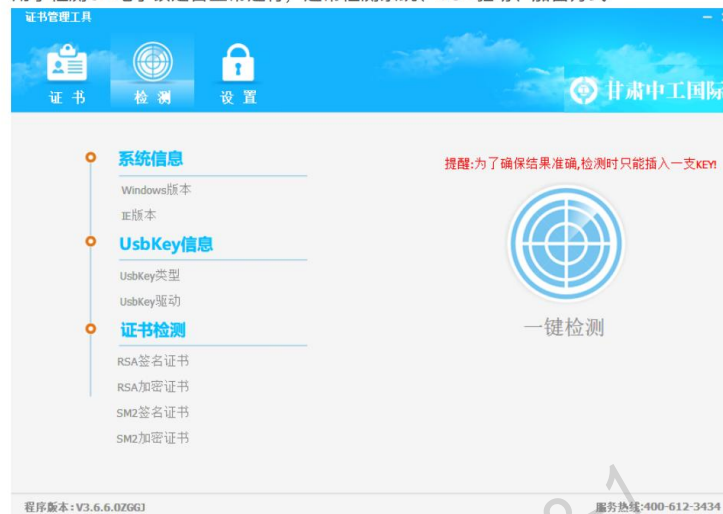 证书管理工具
证书
检测
设置
甘肃中工国际
系统信息
Windows版本
IE版本
UsbKey信息
UsbKey类型
UsbKey驱动
证书检测
RSA签名证书
RSA加密证书
SM2签名证书
SM2加密证书
提醒:为了确保结果准确,检测时只能插入一支KEY!
一键检测
程序版本:V3.6.6.0ZGGJ
服务热线:400-612-3434